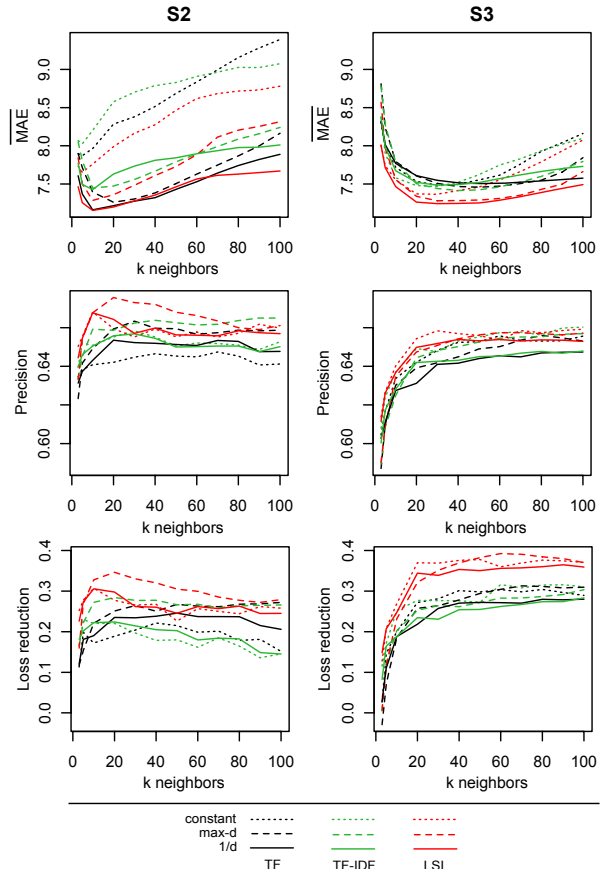 S2 S3
MAE
9.0
8.5
8.0
7.5
0 20 40 60 80 100
k neighbors
MAE
9.0
8.5
8.0
7.5
0 20 40 60 80 100
k neighbors
Precision
0.64
0.60
0 20 40 60 80 100
k neighbors
Precision
0.64
0.60
0 20 40 60 80 100
k neighbors
Loss reduction
0.4
0.3
0.2
0.1
0.0
0 20 40 60 80 100
k neighbors
Loss reduction
0.4
0.3
0.2
0.1
0.0
0 20 40 60 80 100
k neighbors
constant
max-d
1/d
TF TF-IDF LSI